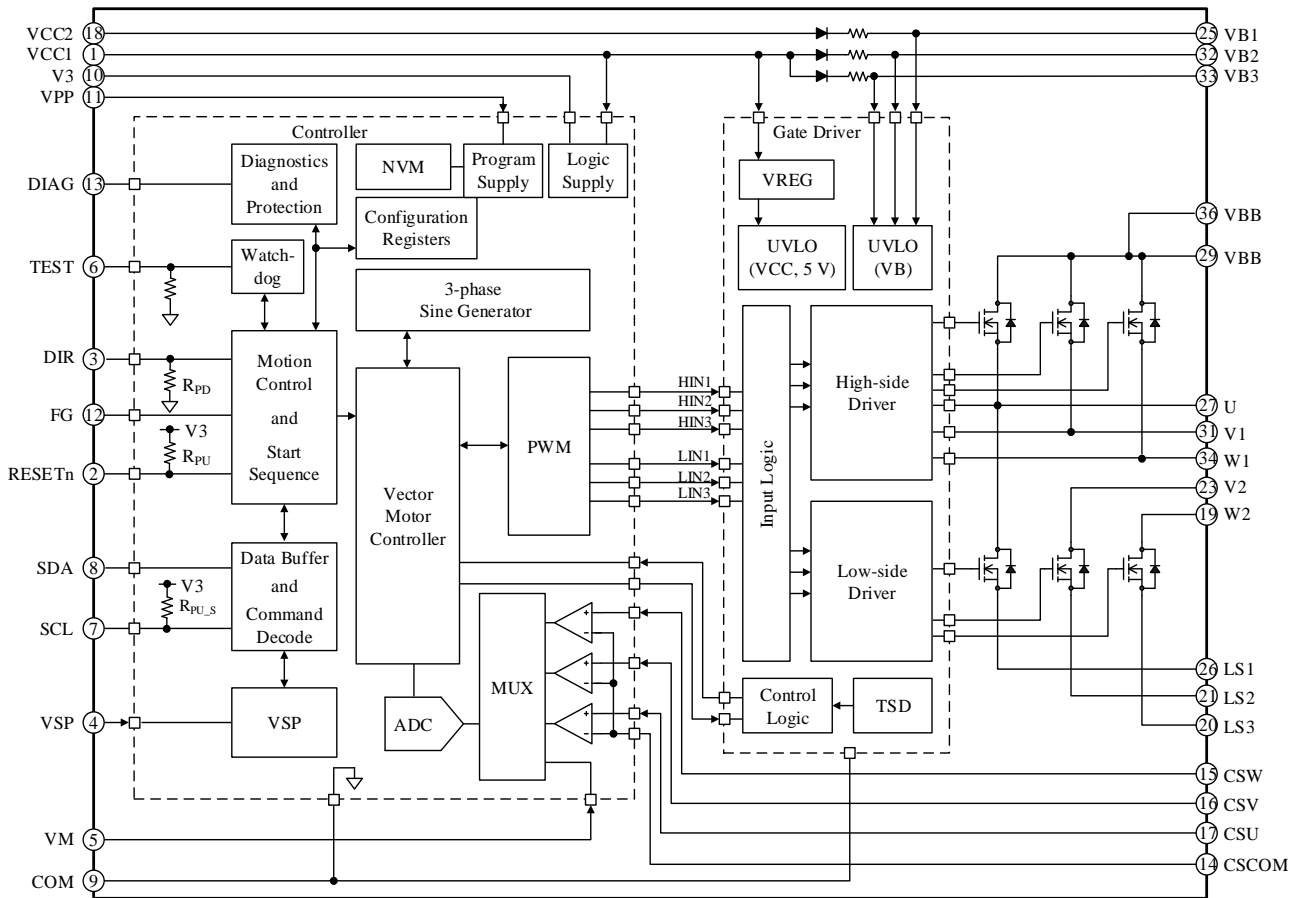 VCC2 18
VCC1 1
V3 10
VPP 11
DIAG 13
TEST 6
DIR 3
FG 12
RESETn 2
SDA 8
SCL 7
VSP 4
VM 5
COM 9
Controller
Diagnostics
and
Protection
NVM
Program
Supply
Logic
Supply
Configuration
Registers
Watch-
dog
3-phase
Sine Generator
RPD
V3
RPU
Motion
Control
and
Start
Sequence
V3
RPU_S
Data Buffer
and
Command
Decode
VSP
Vector
Motor
Controller
PWM
ADC
MUX
+
-
+
-
+
-
HIN1
HIN2
HIN3
LIN1
LIN2
LIN3
Gate Driver
VREG
UVLO
(VCC, 5 V)
UVLO
(VB)
Input Logic
High-side
Driver
Low-side
Driver
Control
Logic
TSD
25 VB1
32 VB2
33 VB3
36 VBB
29 VBB
27 U
31 V1
34 W1
23 V2
19 W2
26 LS1
21 LS2
20 LS3
15 CSW
16 CSV
17 CSU
14 CSCOM